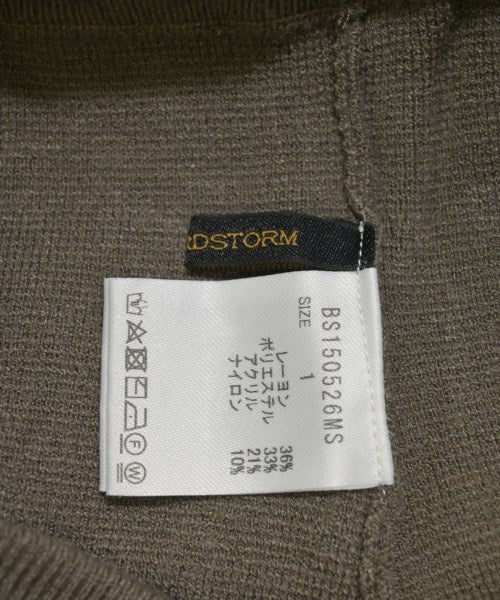 RDSTORM
BS150526MS
SIZE 1
レーヨン 36%
ポリエステル 33%
アクリル 21%
ナイロン 10%
F
W